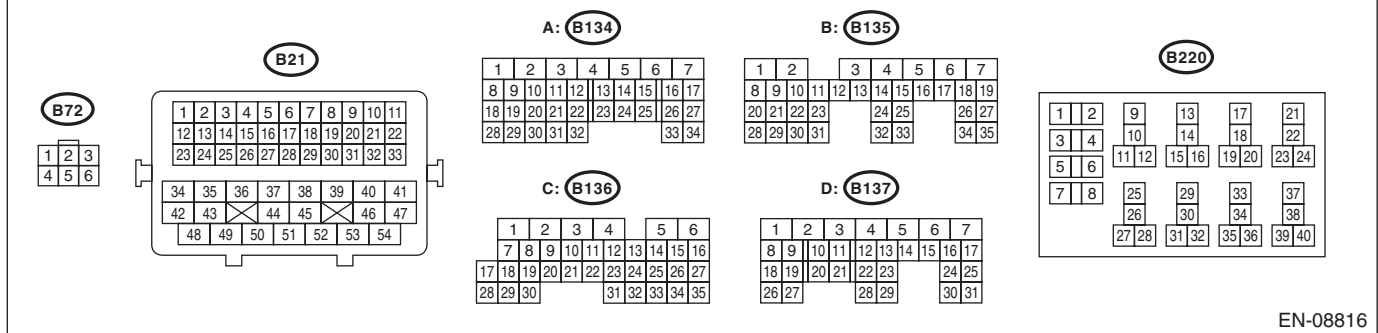 B72
1 2 3
4 5 6
B21
1 2 3 4 5 6 7 8 9 10 11
12 13 14 15 16 17 18 19 20 21 22
23 24 25 26 27 28 29 30 31 32 33
34 35 36 37 38 39 40 41
42 43 44 45 46 47
48 49 50 51 52 53 54
A: B134
1 2 3 4 5 6 7
8 9 10 11 12 13 14 15 16 17
18 19 20 21 22 23 24 25 26 27
28 29 30 31 32 33 34
B: B135
1 2 3 4 5 6 7
8 9 10 11 12 13 14 15 16 17 18 19
20 21 22 23 24 25 26 27
28 29 30 31 32 33 34 35
C: B136
1 2 3 4 5 6
7 8 9 10 11 12 13 14 15 16
17 18 19 20 21 22 23 24 25 26 27
28 29 30 31 32 33 34 35
D: B137
1 2 3 4 5 6 7
8 9 10 11 12 13 14 15 16 17
18 19 20 21 22 23 24 25
26 27 28 29 30 31
B220
1 2 9 13 17 21
3 4 10 14 18 22
5 6 11 12 15 16 19 20 23 24
7 8 25 29 33 37
26 30 34 38
27 28 31 32 35 36 39 40
EN-08816